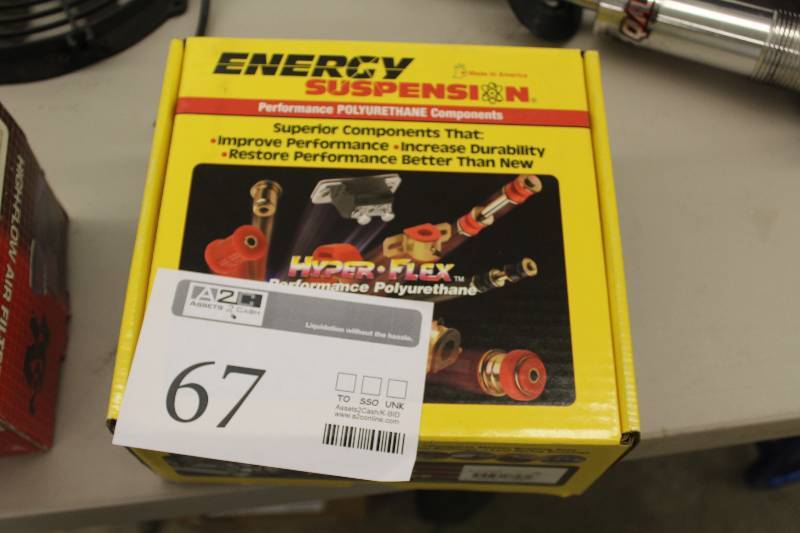 ENERGY
SUSPENSION
Made in America
Performance POLYURETHANE Components
Superior Components That:
•Improve Performance •Increase Durability
•Restore Performance Better Than New
HYPER•FLEX™
Performance Polyurethane
A2C
ASSETS 2 CASH
Liquidation without the hassle.
67
TO SSO UNK
Assets2Cash/K-BID
www.a2conline.com
HIGH-FLOW AIR FILTER